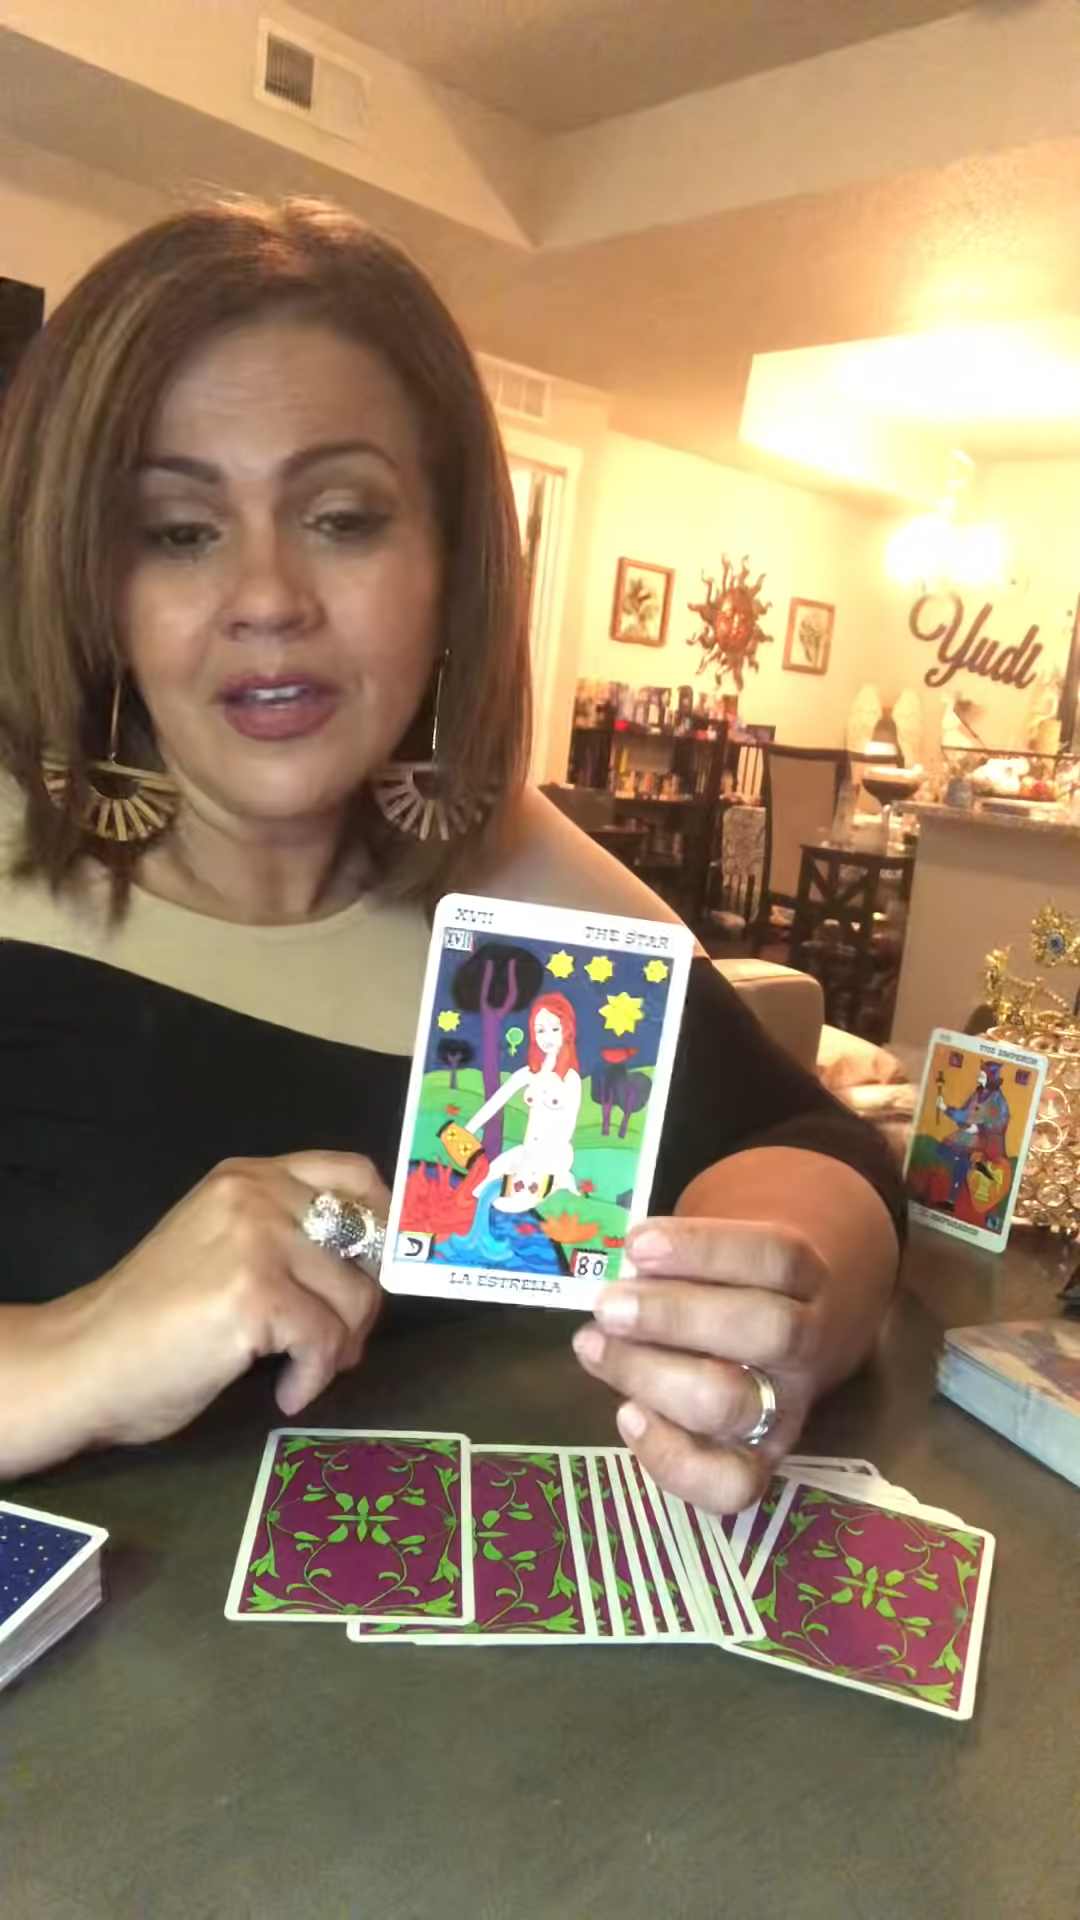 Yudi
XVII
THE STAR
XVII
80
LA ESTRELLA
THE EMPEROR